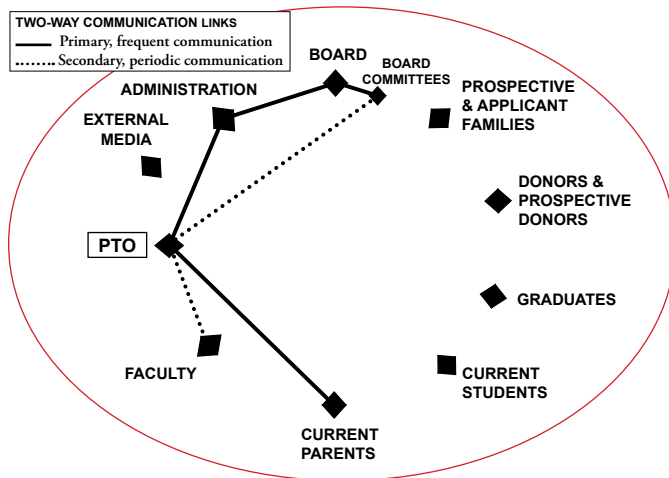 TWO-WAY COMMUNICATION LINKS
Primary, frequent communication
Secondary, periodic communication
BOARD
BOARD
COMMITTEES
ADMINISTRATION
PROSPECTIVE
& APPLICANT
FAMILIES
EXTERNAL
MEDIA
DONORS &
PROSPECTIVE
DONORS
PTO
GRADUATES
FACULTY
CURRENT
STUDENTS
CURRENT
PARENTS